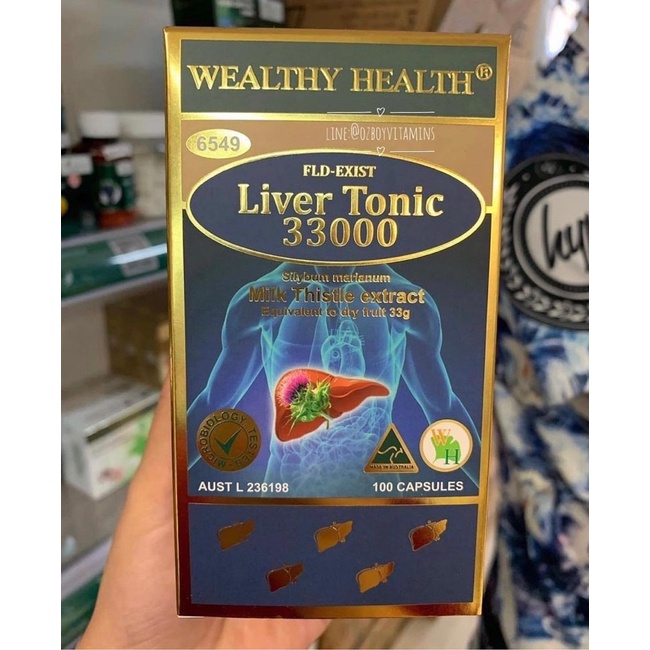 WEALTHY HEALTH®
LINE:@OZBOYVITAMINS
6549
FLD-EXIST
Liver Tonic
33000
Silybum marianum
Milk Thistle extract
Equivalent to dry fruit 33g
MICROBIOLOGY TESTED
MADE IN AUSTRALIA
W
H
AUST L 236198
100 CAPSULES
hy